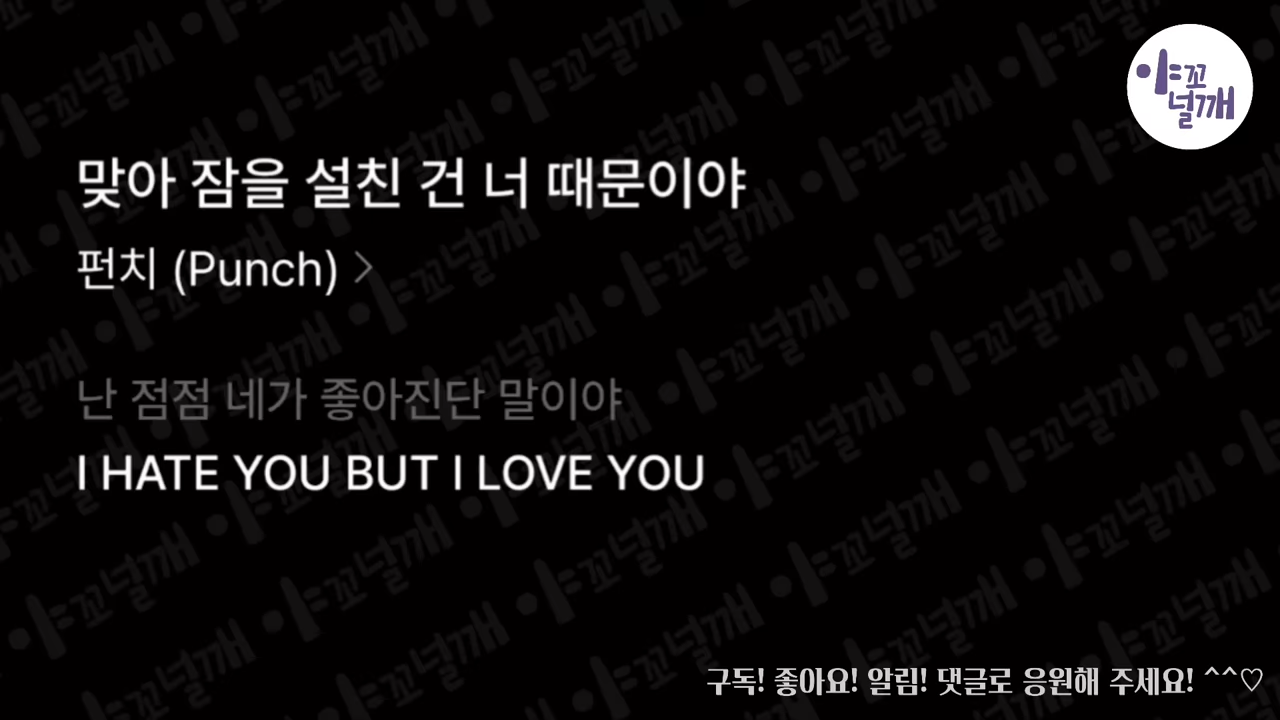 야꼬
널깨
맞아 잠을 설친 건 너 때문이야
펀치 (Punch) >
난 점점 네가 좋아진단 말이야
I HATE YOU BUT I LOVE YOU
구독! 좋아요! 알림! 댓글로 응원해 주세요! ^^♡